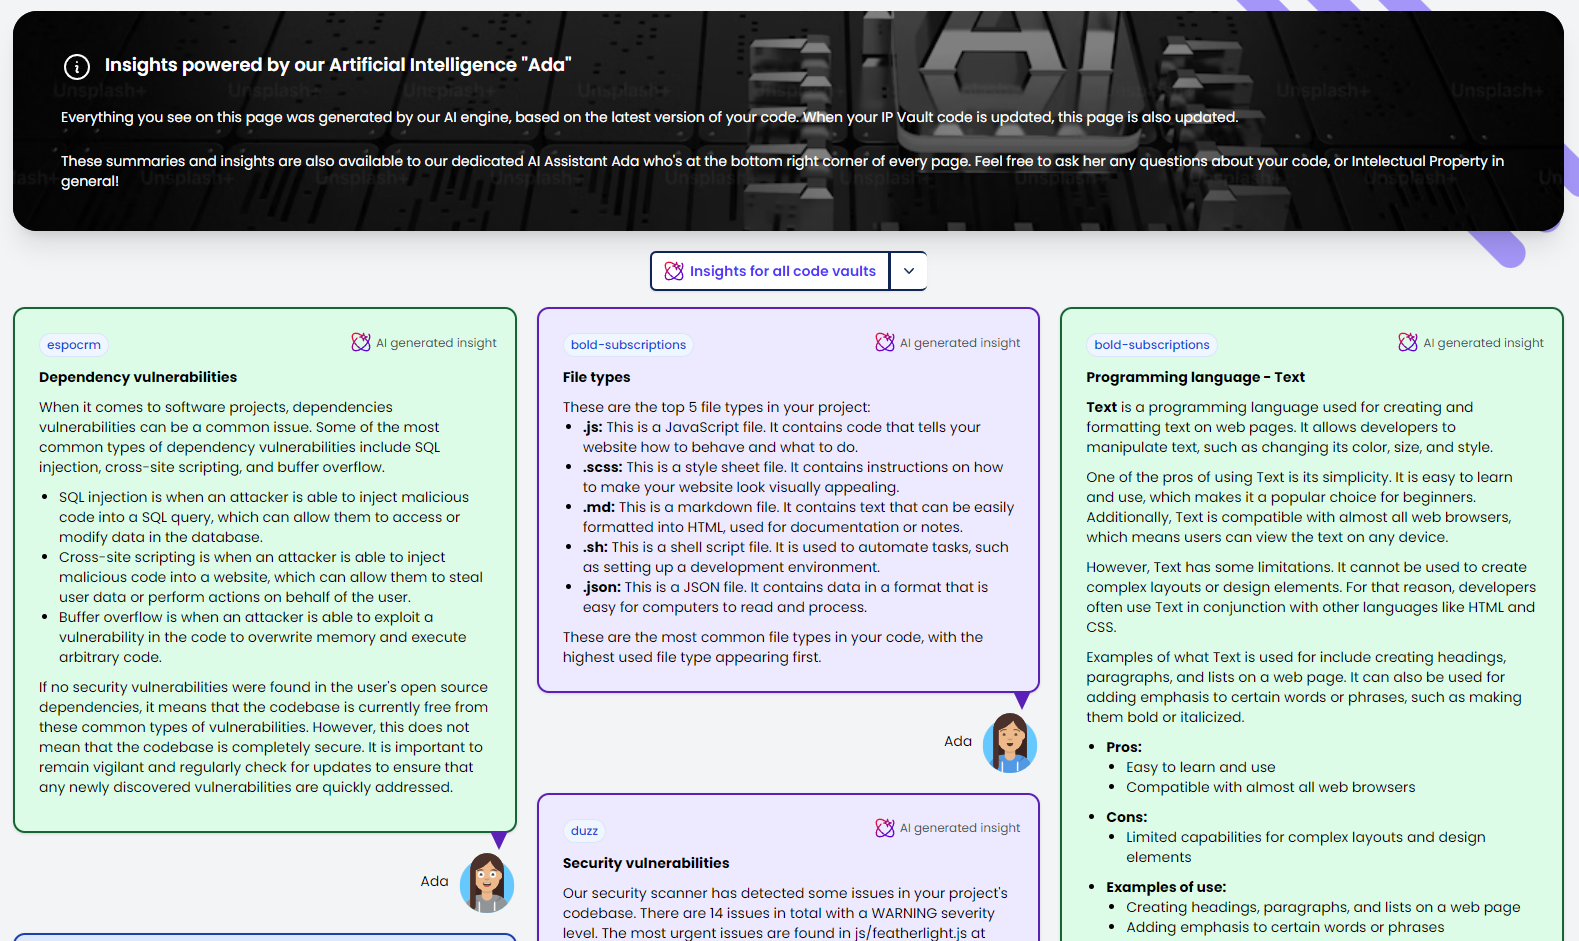 Insights powered by our Artificial Intelligence "Ada"
Unsplash+ Unsplash+ Unsplash+ Unsplash+ Unsplash+ Unsplash+
Everything you see on this page was generated by our AI engine, based on the latest version of your code. When your IP Vault code is updated, this page is also updated.
These summaries and insights are also available to our dedicated AI Assistant Ada who's at the bottom right corner of every page. Feel free to ask her any questions about your code, or Intelectual Property in
general!
AI
Insights for all code vaults
espocrm
AI generated insight
Dependency vulnerabilities
When it comes to software projects, dependencies
vulnerabilities can be a common issue. Some of the most
common types of dependency vulnerabilities include SQL
injection, cross-site scripting, and buffer overflow.
• SQL injection is when an attacker is able to inject malicious
code into a SQL query, which can allow them to access or
modify data in the database.
• Cross-site scripting is when an attacker is able to inject
malicious code into a website, which can allow them to steal
user data or perform actions on behalf of the user.
• Buffer overflow is when an attacker is able to exploit a
vulnerability in the code to overwrite memory and execute
arbitrary code.
If no security vulnerabilities were found in the user's open source
dependencies, it means that the codebase is currently free from
these common types of vulnerabilities. However, this does not
mean that the codebase is completely secure. It is important to
remain vigilant and regularly check for updates to ensure that
any newly discovered vulnerabilities are quickly addressed.
Ada
bold-subscriptions
AI generated insight
File types
These are the top 5 file types in your project:
• .js: This is a JavaScript file. It contains code that tells your
website how to behave and what to do.
• .scss: This is a style sheet file. It contains instructions on how
to make your website look visually appealing.
• .md: This is a markdown file. It contains text that can be easily
formatted into HTML, used for documentation or notes.
• .sh: This is a shell script file. It is used to automate tasks, such
as setting up a development environment.
• .json: This is a JSON file. It contains data in a format that is
easy for computers to read and process.
These are the most common file types in your code, with the
highest used file type appearing first.
Ada
duzz
AI generated insight
Security vulnerabilities
Our security scanner has detected some issues in your project's
codebase. There are 14 issues in total with a WARNING severity
level. The most urgent issues are found in js/featherlight.js at
bold-subscriptions
AI generated insight
Programming language - Text
Text is a programming language used for creating and
formatting text on web pages. It allows developers to
manipulate text, such as changing its color, size, and style.
One of the pros of using Text is its simplicity. It is easy to learn
and use, which makes it a popular choice for beginners.
Additionally, Text is compatible with almost all web browsers,
which means users can view the text on any device.
However, Text has some limitations. It cannot be used to create
complex layouts or design elements. For that reason, developers
often use Text in conjunction with other languages like HTML and
CSS.
Examples of what Text is used for include creating headings,
paragraphs, and lists on a web page. It can also be used for
adding emphasis to certain words or phrases, such as making
them bold or italicized.
• Pros:
• Easy to learn and use
• Compatible with almost all web browsers
• Cons:
• Limited capabilities for complex layouts and design
elements
• Examples of use:
• Creating headings, paragraphs, and lists on a web page
• Adding emphasis to certain words or phrases